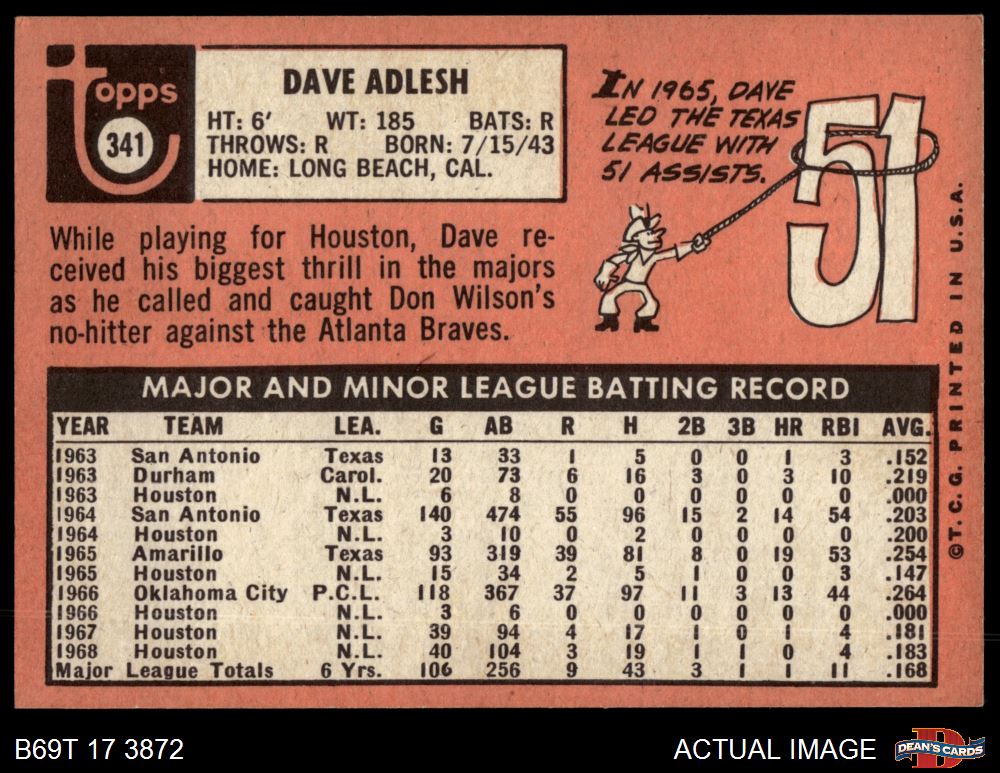 Topps
341
DAVE ADLESH
HT: 6' WT: 185 BATS: R
THROWS: R BORN: 7/15/43
HOME: LONG BEACH, CAL.
IN 1965, DAVE
LED THE TEXAS
LEAGUE WITH
51 ASSISTS.
51
While playing for Houston, Dave re-
ceived his biggest thrill in the majors
as he called and caught Don Wilson's
no-hitter against the Atlanta Braves.
MAJOR AND MINOR LEAGUE BATTING RECORD
YEAR TEAM LEA. G AB R H 2B 3B HR RBI AVG.
1963 San Antonio Texas 13 33 1 5 0 0 1 3 .152
1963 Durham Carol. 20 73 6 16 3 0 3 10 .219
1963 Houston N.L. 6 8 0 0 0 0 0 0 .000
1964 San Antonio Texas 140 474 55 96 15 2 14 54 .203
1964 Houston N.L. 3 10 0 2 0 0 0 0 .200
1965 Amarillo Texas 93 319 39 81 8 0 19 53 .254
1965 Houston N.L. 15 34 2 5 1 0 0 3 .147
1966 Oklahoma City P.C.L. 118 367 37 97 11 3 13 44 .264
1966 Houston N.L. 3 6 0 0 0 0 0 0 .000
1967 Houston N.L. 39 94 4 17 1 0 1 4 .181
1968 Houston N.L. 40 104 3 19 1 1 0 4 .183
Major League Totals 6 Yrs. 106 256 9 43 3 1 1 11 .168
©T.C.G. PRINTED IN U.S.A.
B69T 17 3872
ACTUAL IMAGE
DEAN'S CARDS